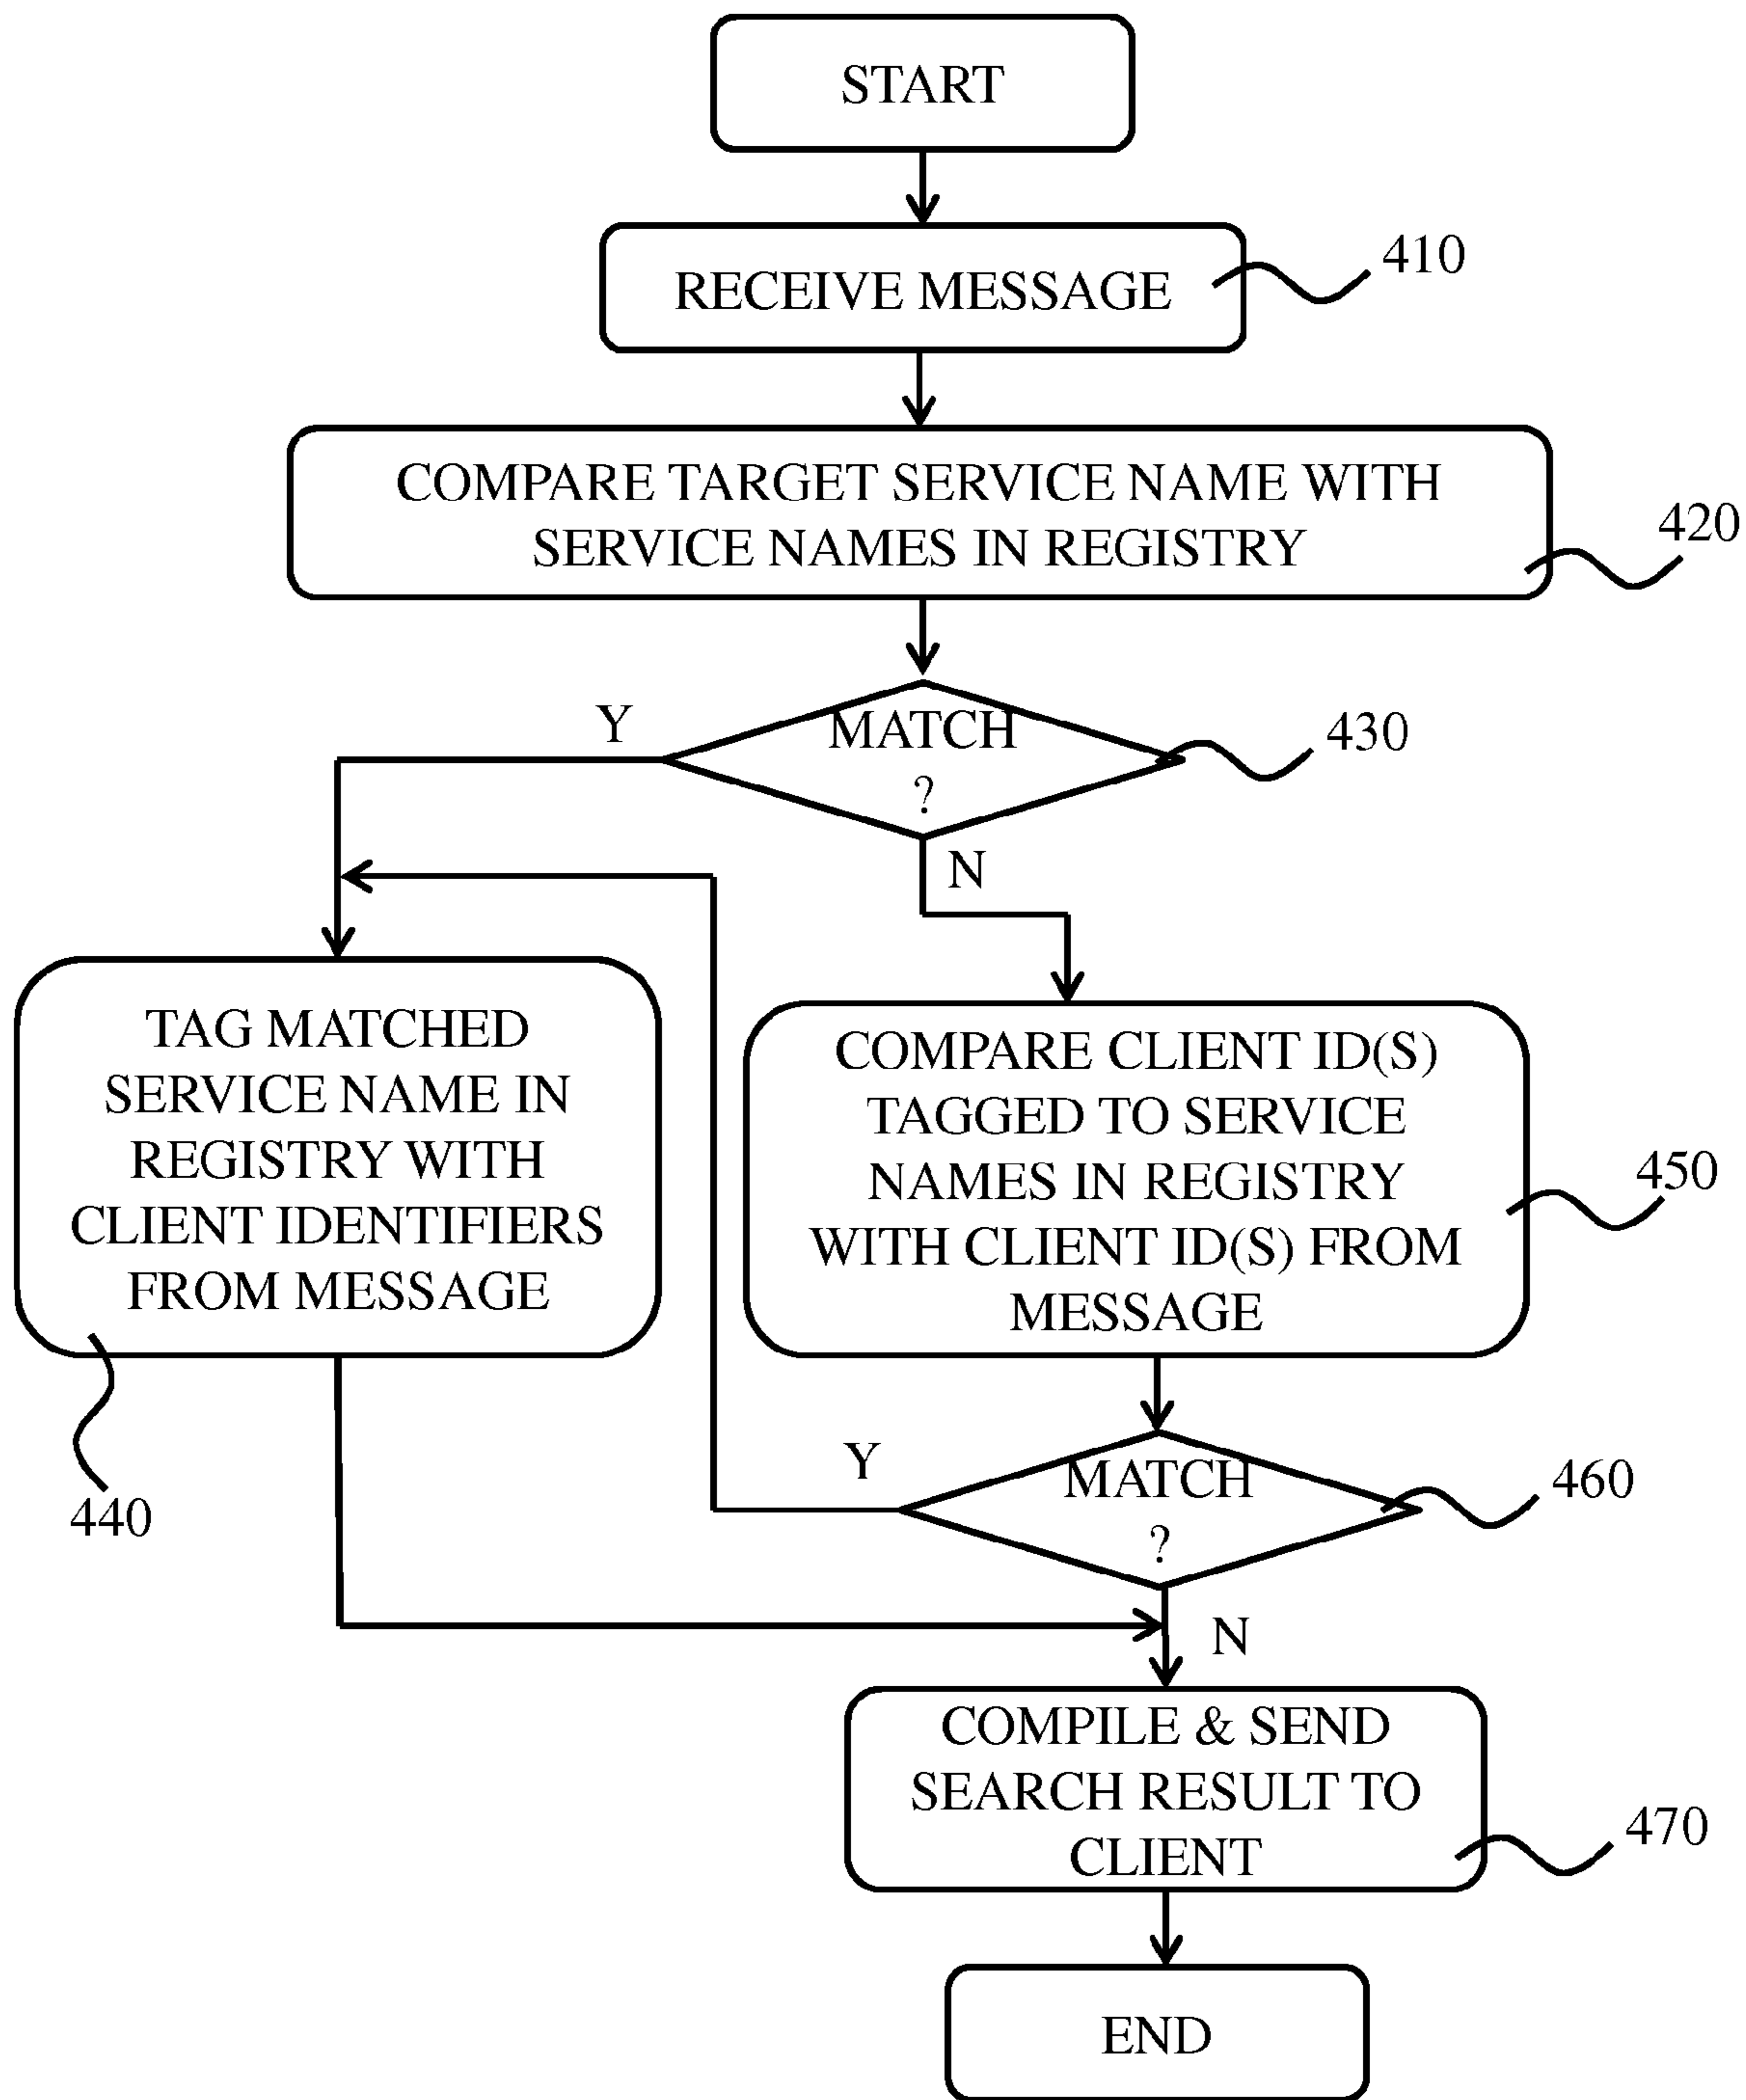 START
RECEIVE MESSAGE
410
COMPARE TARGET SERVICE NAME WITH
SERVICE NAMES IN REGISTRY
420
MATCH
?
430
Y
N
TAG MATCHED
SERVICE NAME IN
REGISTRY WITH
CLIENT IDENTIFIERS
FROM MESSAGE
440
COMPARE CLIENT ID(S)
TAGGED TO SERVICE
NAMES IN REGISTRY
WITH CLIENT ID(S) FROM
MESSAGE
450
MATCH
?
460
Y
N
COMPILE & SEND
SEARCH RESULT TO
CLIENT
470
END